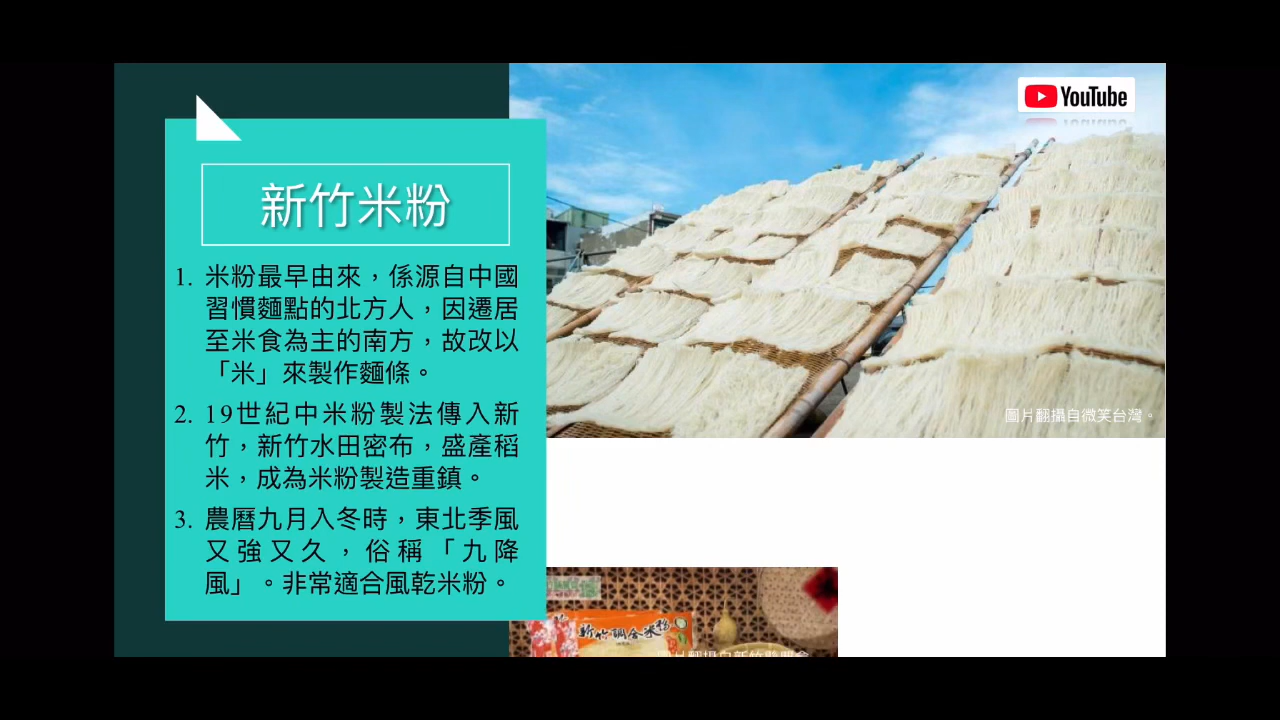 新竹米粉
1. 米粉最早由來，係源自中國
習慣麵點的北方人，因遷居
至米食為主的南方，故改以
「米」來製作麵條。
2. 19世紀中米粉製法傳入新
竹，新竹水田密布，盛產稻
米，成為米粉製造重鎮。
3. 農曆九月入冬時，東北季風
又強又久，俗稱「九降
風」。非常適合風乾米粉。
YouTube
圖片翻攝自微笑台灣。
新竹調合米粉